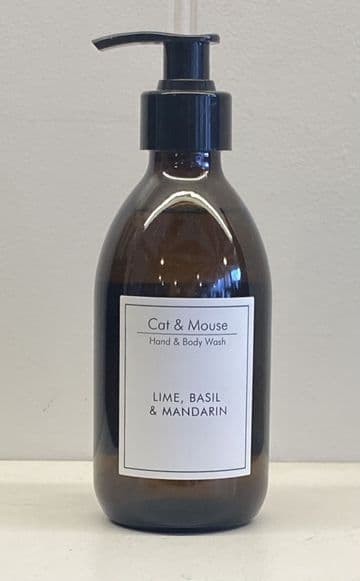 Cat & Mouse
Hand & Body Wash
LIME, BASIL
& MANDARIN